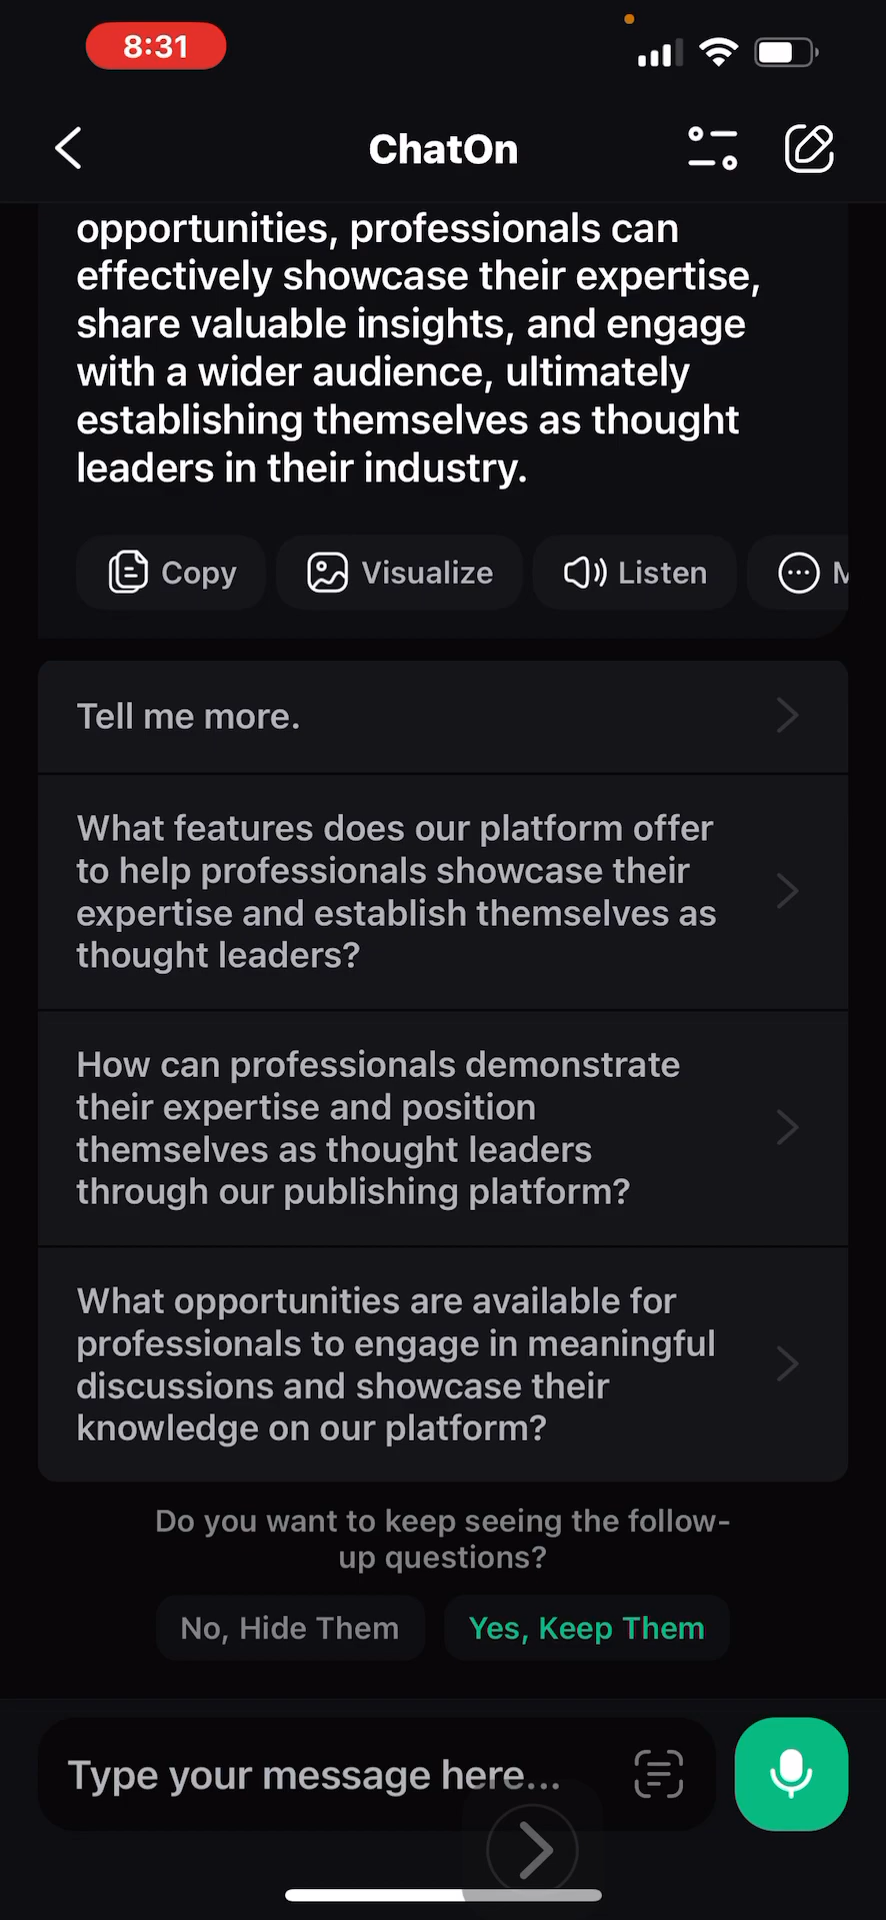 8:31
ChatOn
opportunities, professionals can
effectively showcase their expertise,
share valuable insights, and engage
with a wider audience, ultimately
establishing themselves as thought
leaders in their industry.
Copy
Visualize
Listen
Tell me more.
What features does our platform offer
to help professionals showcase their
expertise and establish themselves as
thought leaders?
How can professionals demonstrate
their expertise and position
themselves as thought leaders
through our publishing platform?
What opportunities are available for
professionals to engage in meaningful
discussions and showcase their
knowledge on our platform?
Do you want to keep seeing the follow-
up questions?
No, Hide Them
Yes, Keep Them
Type your message here...